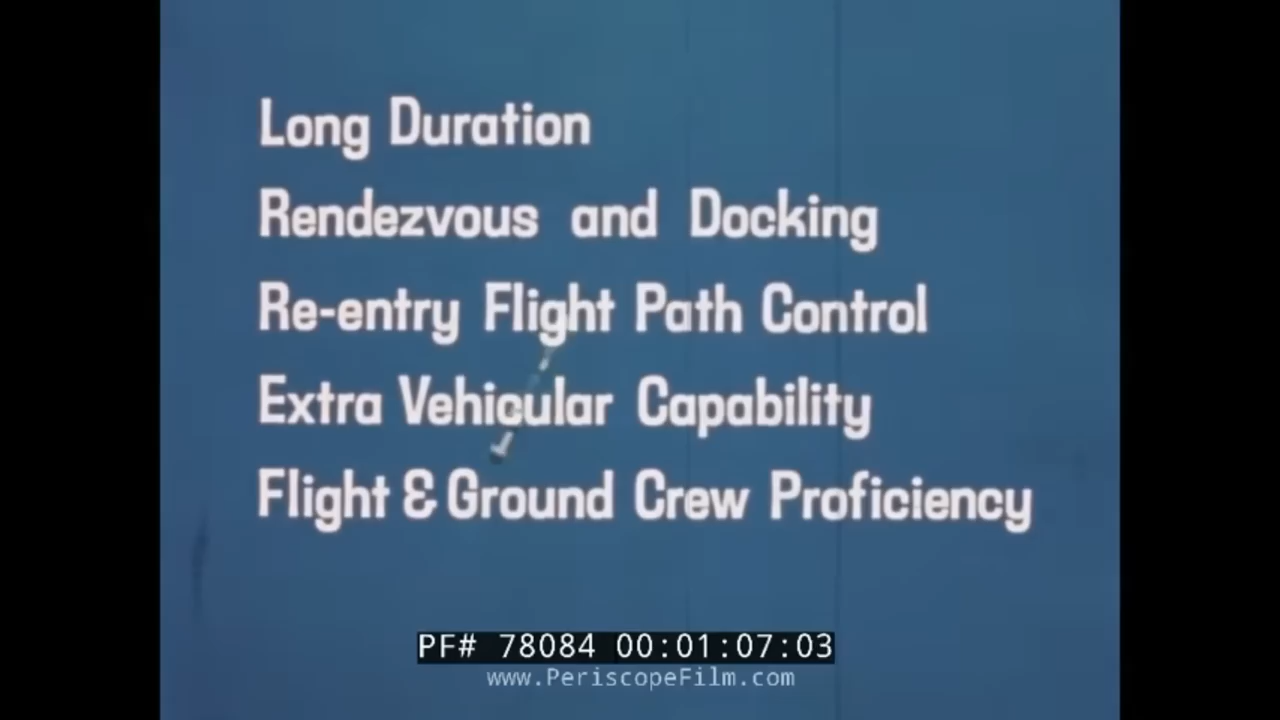 Long Duration
Rendezvous and Docking
Re-entry Flight Path Control
Extra Vehicular Capability
Flight & Ground Crew Proficiency
PF# 78084 00:01:07:03
www.PeriscopeFilm.com